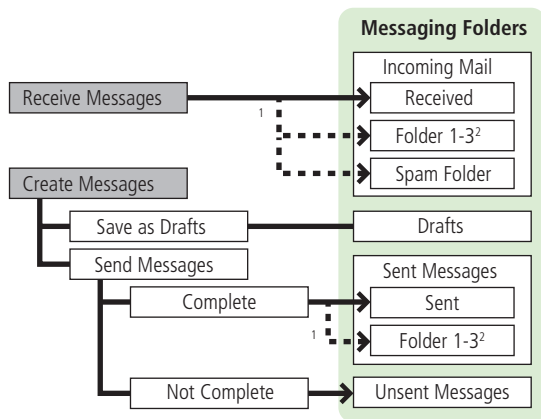 Messaging Folders
Incoming Mail
Receive Messages
Received
1
Folder 1-3²
Spam Folder
Create Messages
Save as Drafts
Drafts
Send Messages
Sent Messages
Complete
Sent
1
Folder 1-3²
Not Complete
Unsent Messages